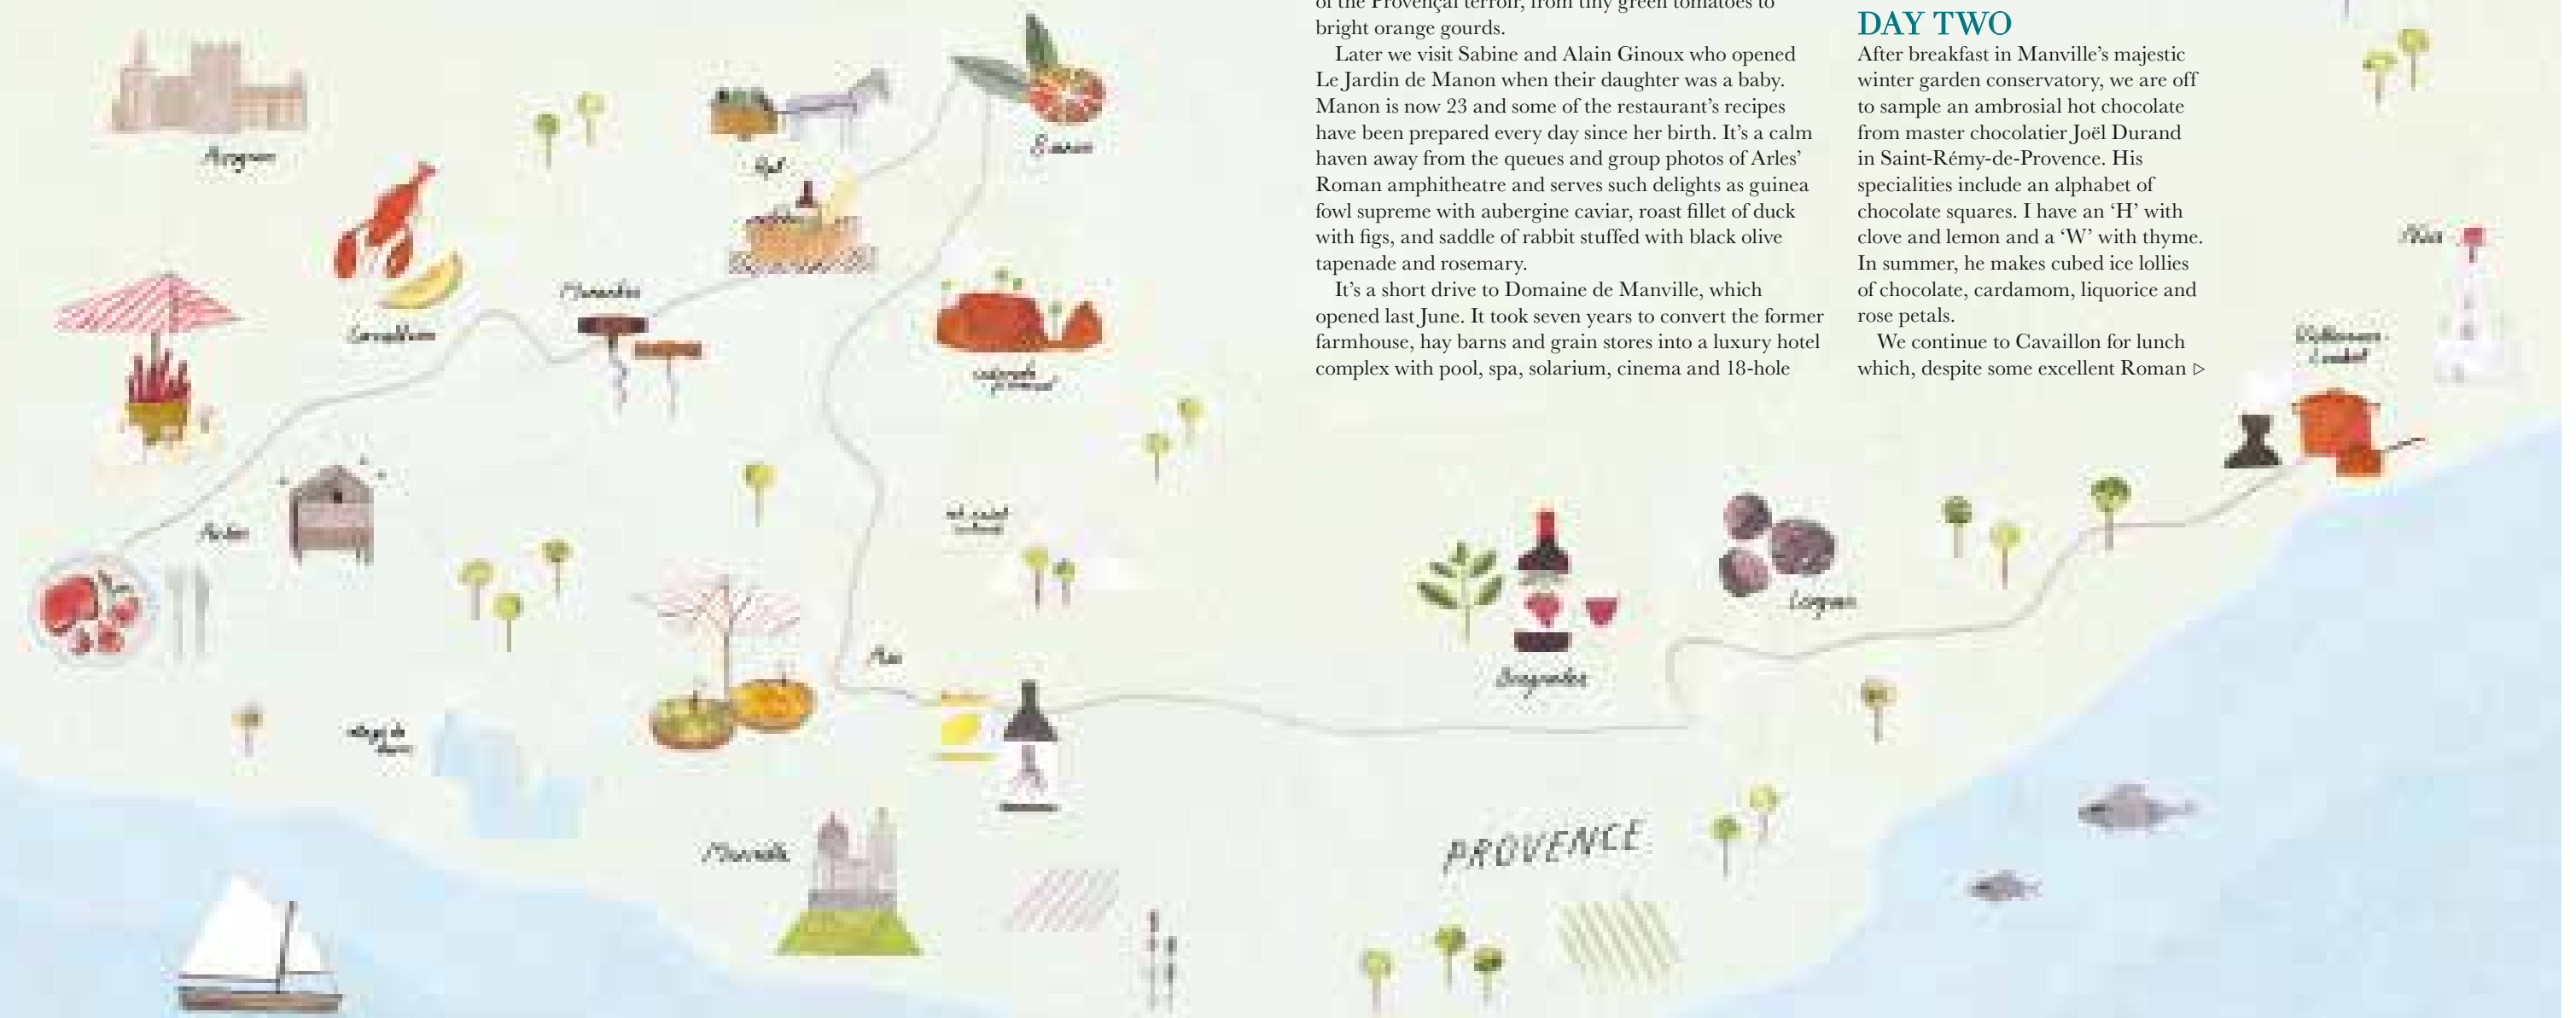 of the Provençal terroir, from tiny green tomatoes to
bright orange gourds.
Later we visit Sabine and Alain Ginoux who opened
Le Jardin de Manon when their daughter was a baby.
Manon is now 23 and some of the restaurant’s recipes
have been prepared every day since her birth. It’s a calm
haven away from the queues and group photos of Arles’
Roman amphitheatre and serves such delights as guinea
fowl supreme with aubergine caviar, roast fillet of duck
with figs, and saddle of rabbit stuffed with black olive
tapenade and rosemary.
It’s a short drive to Domaine de Manville, which
opened last June. It took seven years to convert the former
farmhouse, hay barns and grain stores into a luxury hotel
complex with pool, spa, solarium, cinema and 18-hole
DAY TWO
After breakfast in Manville’s majestic
winter garden conservatory, we are off
to sample an ambrosial hot chocolate
from master chocolatier Joël Durand
in Saint-Rémy-de-Provence. His
specialities include an alphabet of
chocolate squares. I have an ‘H’ with
clove and lemon and a ‘W’ with thyme.
In summer, he makes cubed ice lollies
of chocolate, cardamom, liquorice and
rose petals.
We continue to Cavaillon for lunch
which, despite some excellent Roman ▷
Avignon
Apt
Cavaillon
Aix
Lorgues
Marseille
PROVENCE